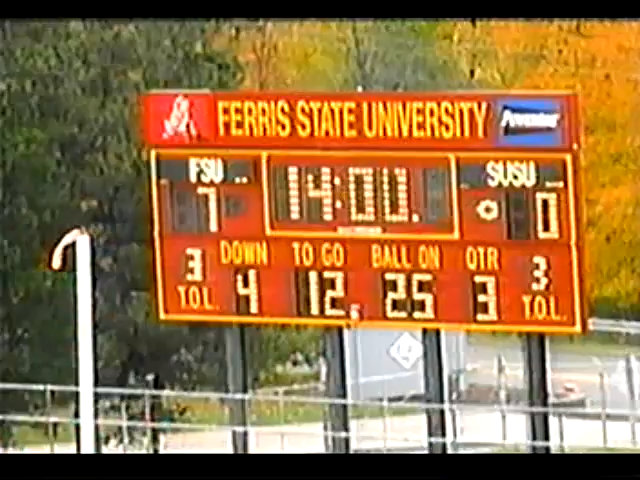 FERRIS STATE UNIVERSITY
FSU 14:00 SUSU
7 0
DOWN TO GO BALL ON QTR
3 4 12 25 3 3
T.O.L. T.O.L.